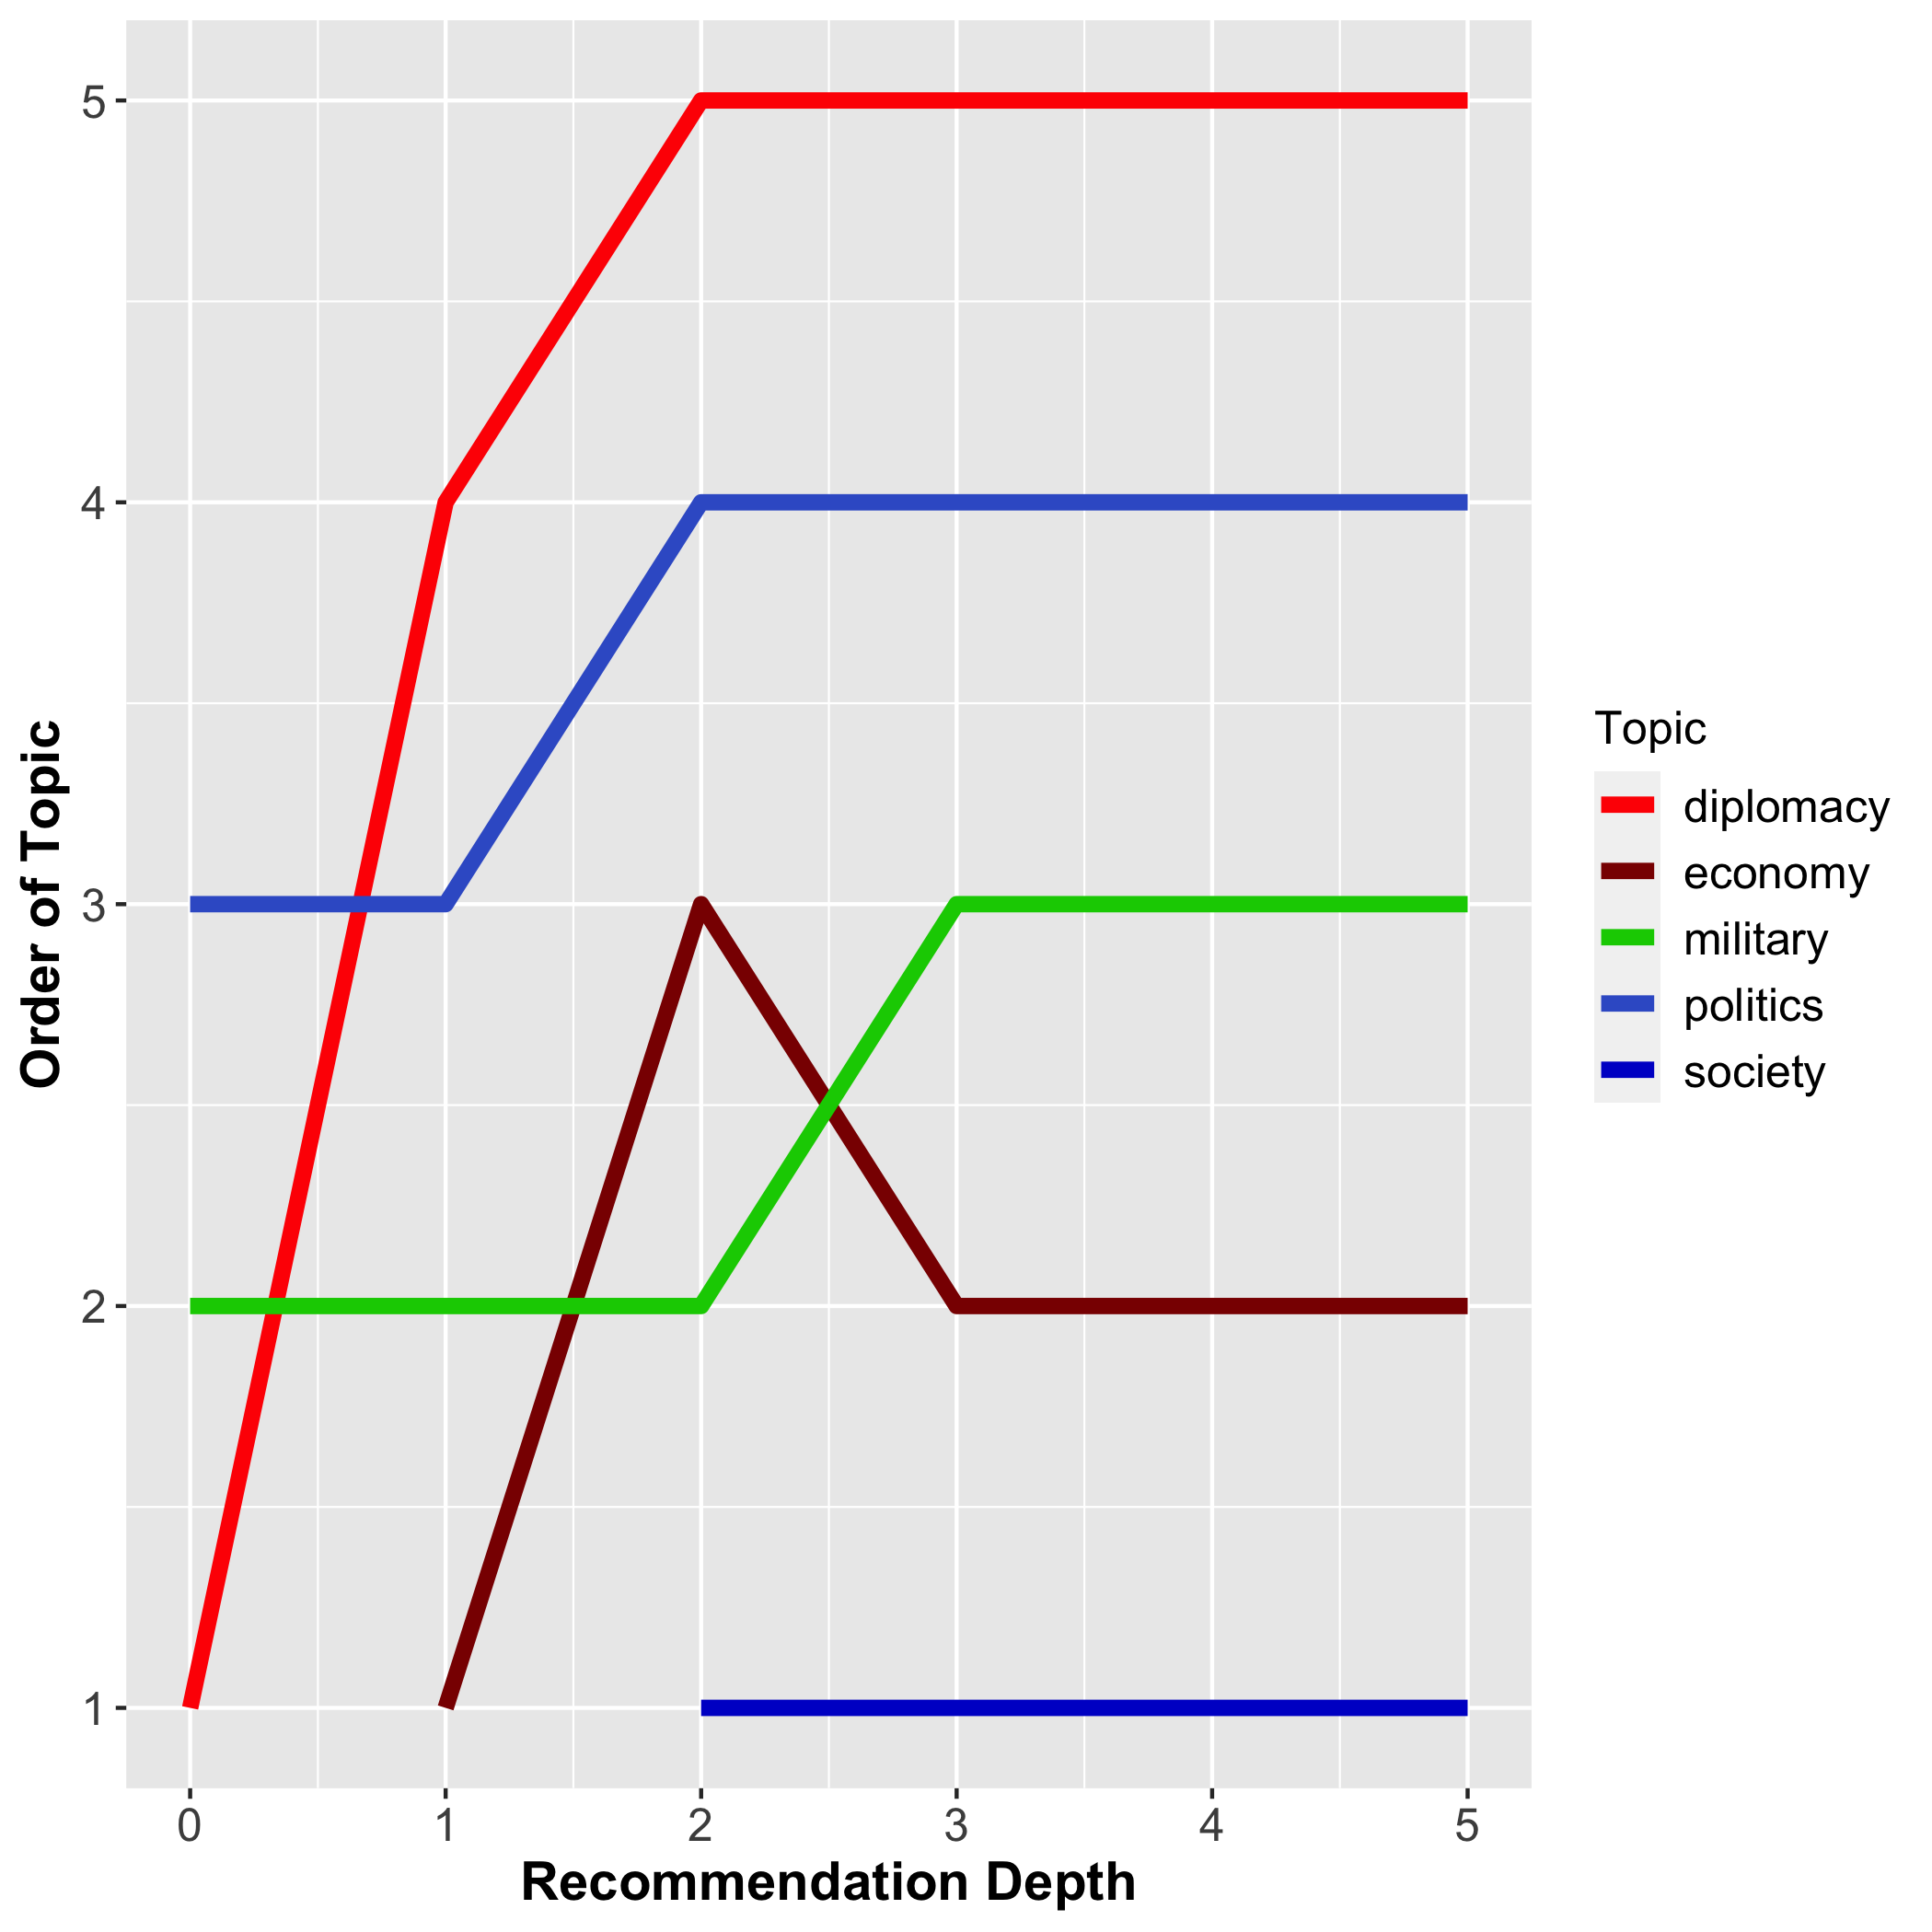 5
4
3
2
1
Order of Topic
0 1 2 3 4 5
Recommendation Depth
Topic
diplomacy
economy
military
politics
society